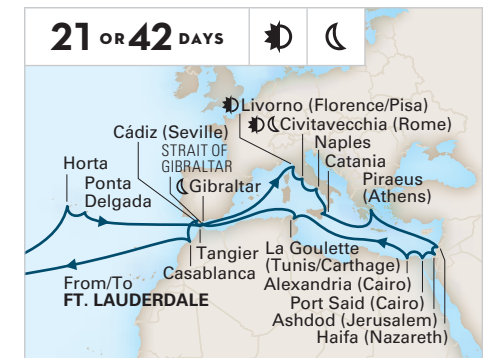 21 OR 42 DAYS
Livorno (Florence/Pisa)
Civitavecchia (Rome)
Naples
Catania
Piraeus
(Athens)
Cádiz (Seville)
STRAIT OF
GIBRALTAR
Gibraltar
Horta
Ponta
Delgada
Tangier
Casablanca
La Goulette
(Tunis/Carthage)
Alexandria (Cairo)
Port Said (Cairo)
Ashdod (Jerusalem)
Haifa (Nazareth)
From/To
FT. LAUDERDALE